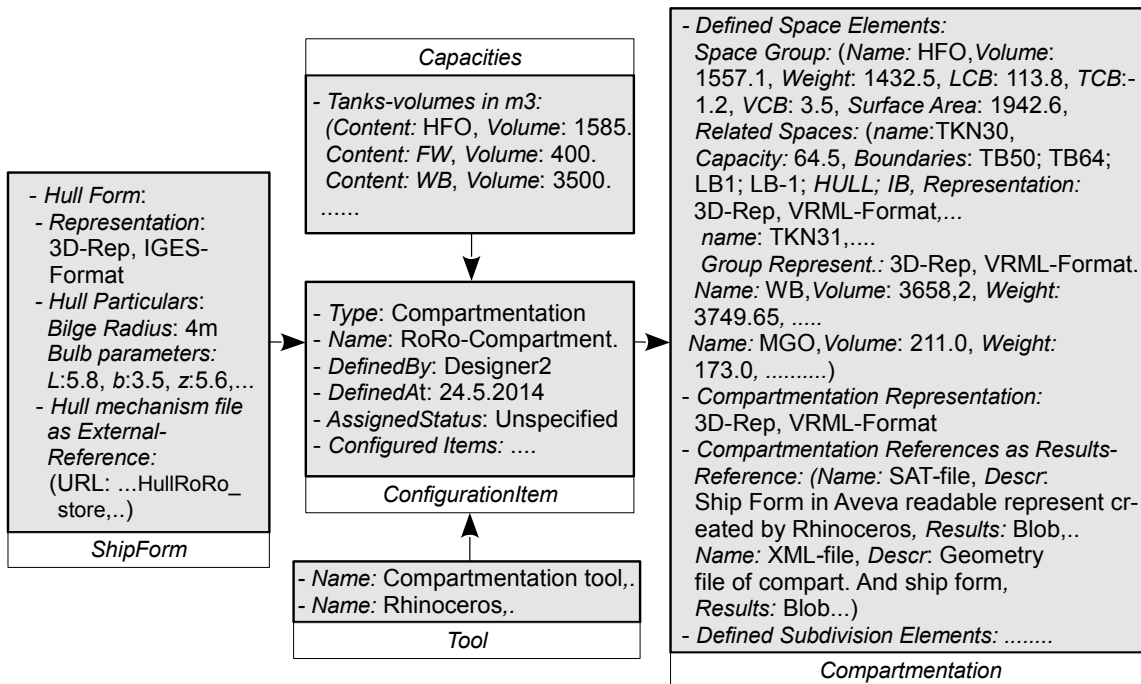 - Hull Form:
- Representation:
3D-Rep, IGES-
Format
- Hull Particulars:
Bilge Radius: 4m
Bulb parameters:
L:5.8, b:3.5, z:5.6,...
- Hull mechanism file
as External-
Reference:
(URL: ...HullRoRo_
store,..)
ShipForm
Capacities
- Tanks-volumes in m3:
(Content: HFO, Volume: 1585.
Content: FW, Volume: 400.
Content: WB, Volume: 3500.
......
- Type: Compartmentation
- Name: RoRo-Compartment.
- DefinedBy: Designer2
- DefinedAt: 24.5.2014
- AssignedStatus: Unspecified
- Configured Items: ....
ConfigurationItem
- Name: Compartmentation tool,.
- Name: Rhinoceros,.
Tool
- Defined Space Elements:
Space Group: (Name: HFO,Volume:
1557.1, Weight: 1432.5, LCB: 113.8, TCB:-
1.2, VCB: 3.5, Surface Area: 1942.6,
Related Spaces: (name:TKN30,
Capacity: 64.5, Boundaries: TB50; TB64;
LB1; LB-1; HULL; IB, Representation:
3D-Rep, VRML-Format,...
name: TKN31,....
Group Represent.: 3D-Rep, VRML-Format.
Name: WB,Volume: 3658,2, Weight:
3749.65, .....
Name: MGO,Volume: 211.0, Weight:
173.0, ..........)
- Compartmentation Representation:
3D-Rep, VRML-Format
- Compartmentation References as Results-
Reference: (Name: SAT-file, Descr:
Ship Form in Aveva readable represent cr-
eated by Rhinoceros, Results: Blob,..
Name: XML-file, Descr: Geometry
file of compart. And ship form,
Results: Blob...)
- Defined Subdivision Elements: ........
Compartmentation